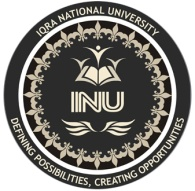 IQRA NATIONAL UNIVERSITY
INU
DEFINING POSSIBILITIES, CREATING OPPORTUNITIES